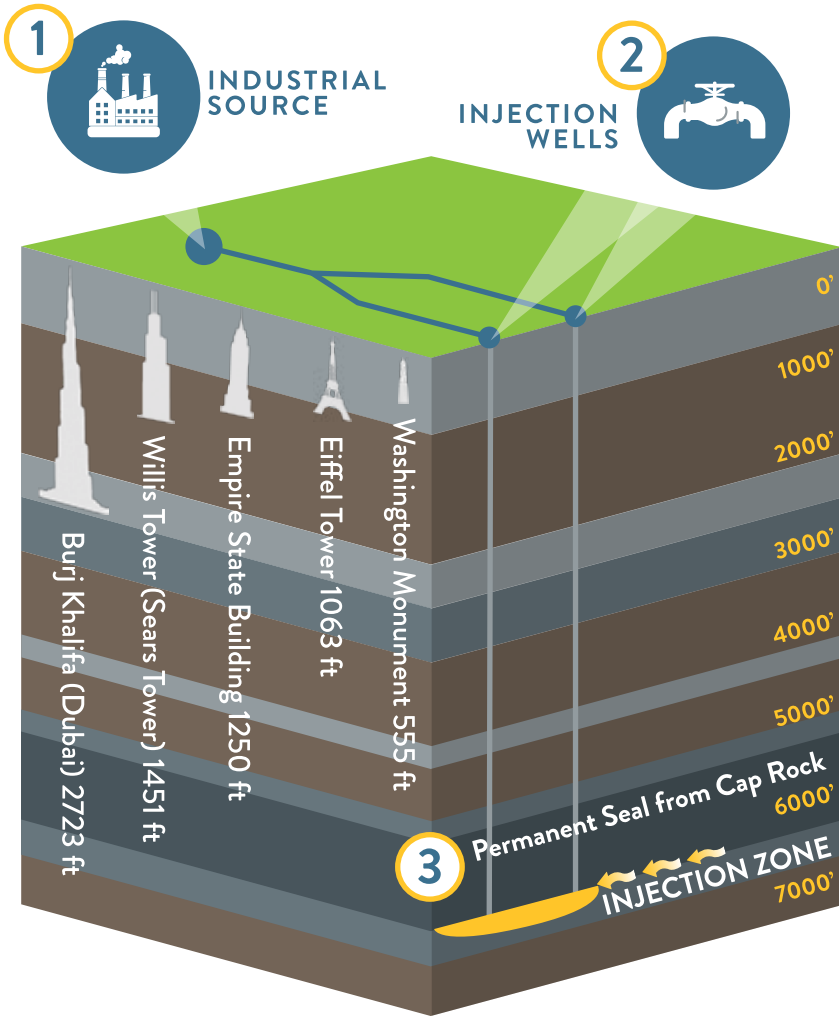 1
INDUSTRIAL
SOURCE
2
INJECTION
WELLS
0'
1000'
2000'
3000'
4000'
5000'
6000'
7000'
Burj Khalifa (Dubai) 2723 ft
Willis Tower (Sears Tower) 1451 ft
Empire State Building 1250 ft
Eiffel Tower 1063 ft
Washington Monument 555 ft
3
Permanent Seal from Cap Rock
INJECTION ZONE